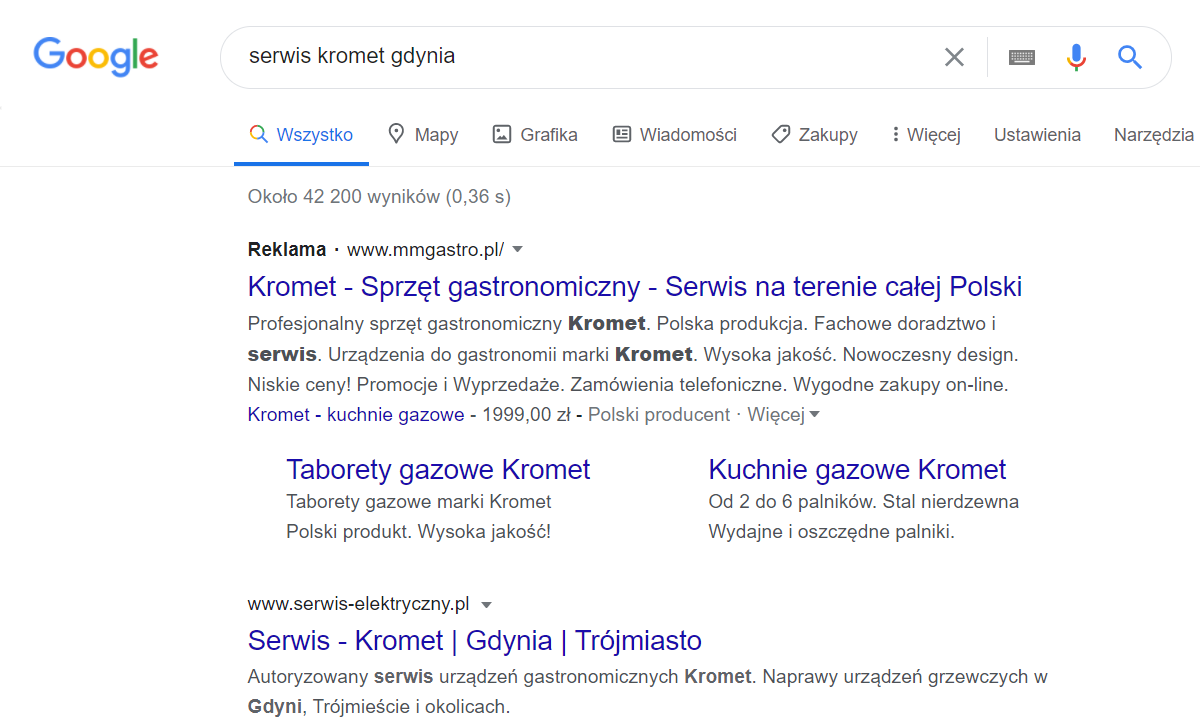 Google
serwis kromet gdynia
Wszystko Mapy Grafika Wiadomości Zakupy Więcej Ustawienia Narzędzia
Około 42 200 wyników (0,36 s)
Reklama · www.mmgastro.pl/
Kromet - Sprzęt gastronomiczny - Serwis na terenie całej Polski
Profesjonalny sprzęt gastronomiczny Kromet. Polska produkcja. Fachowe doradztwo i
serwis. Urządzenia do gastronomii marki Kromet. Wysoka jakość. Nowoczesny design.
Niskie ceny! Promocje i Wyprzedaże. Zamówienia telefoniczne. Wygodne zakupy on-line.
Kromet - kuchnie gazowe - 1999,00 zł - Polski producent · Więcej
Taborety gazowe Kromet
Taborety gazowe marki Kromet
Polski produkt. Wysoka jakość!
Kuchnie gazowe Kromet
Od 2 do 6 palników. Stal nierdzewna
Wydajne i oszczędne palniki.
www.serwis-elektryczny.pl
Serwis - Kromet | Gdynia | Trójmiasto
Autoryzowany serwis urządzeń gastronomicznych Kromet. Naprawy urządzeń grzewczych w
Gdyni, Trójmieście i okolicach.